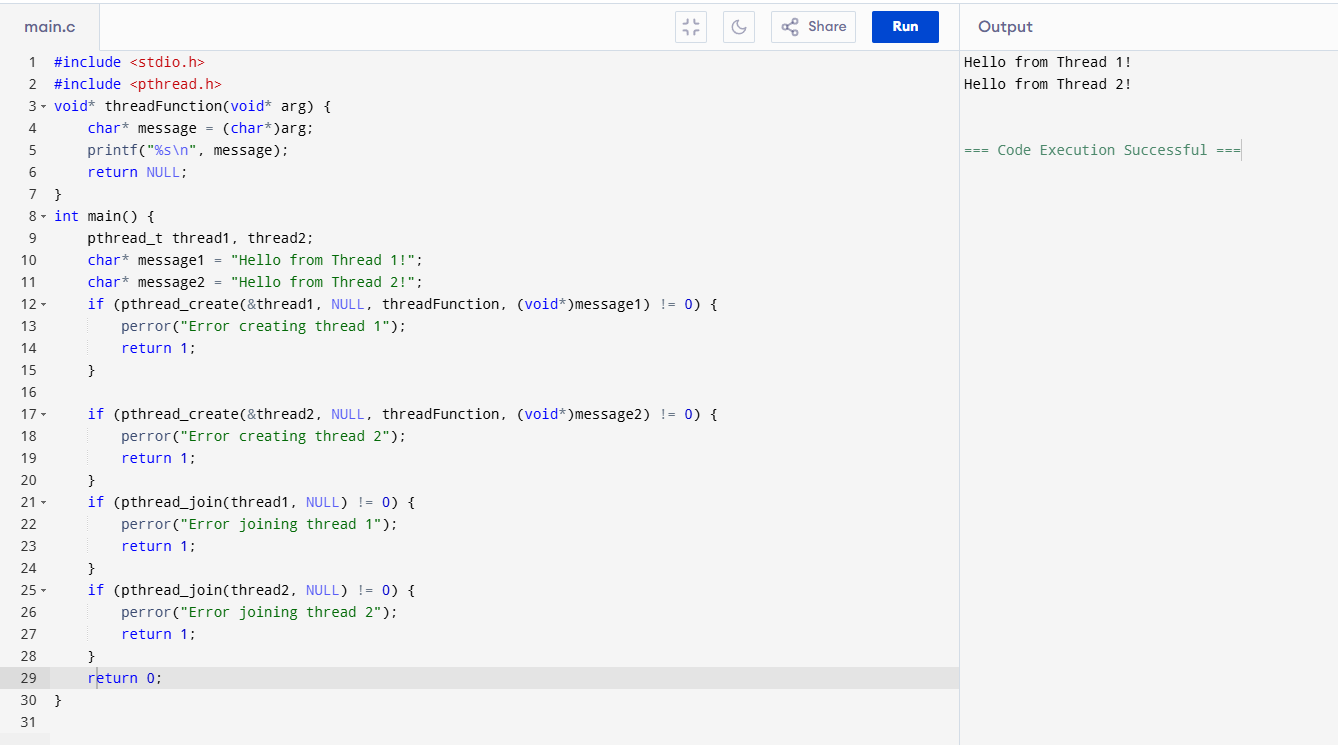 main.c
Share
Run
Output
1 #include <stdio.h>
2 #include <pthread.h>
3 void* threadFunction(void* arg) {
4     char* message = (char*)arg;
5     printf("%s\n", message);
6     return NULL;
7 }
8 int main() {
9     pthread_t thread1, thread2;
10     char* message1 = "Hello from Thread 1!";
11     char* message2 = "Hello from Thread 2!";
12     if (pthread_create(&thread1, NULL, threadFunction, (void*)message1) != 0) {
13         perror("Error creating thread 1");
14         return 1;
15     }
16
17     if (pthread_create(&thread2, NULL, threadFunction, (void*)message2) != 0) {
18         perror("Error creating thread 2");
19         return 1;
20     }
21     if (pthread_join(thread1, NULL) != 0) {
22         perror("Error joining thread 1");
23         return 1;
24     }
25     if (pthread_join(thread2, NULL) != 0) {
26         perror("Error joining thread 2");
27         return 1;
28     }
29     return 0;
30 }
31
Hello from Thread 1!
Hello from Thread 2!
=== Code Execution Successful ===